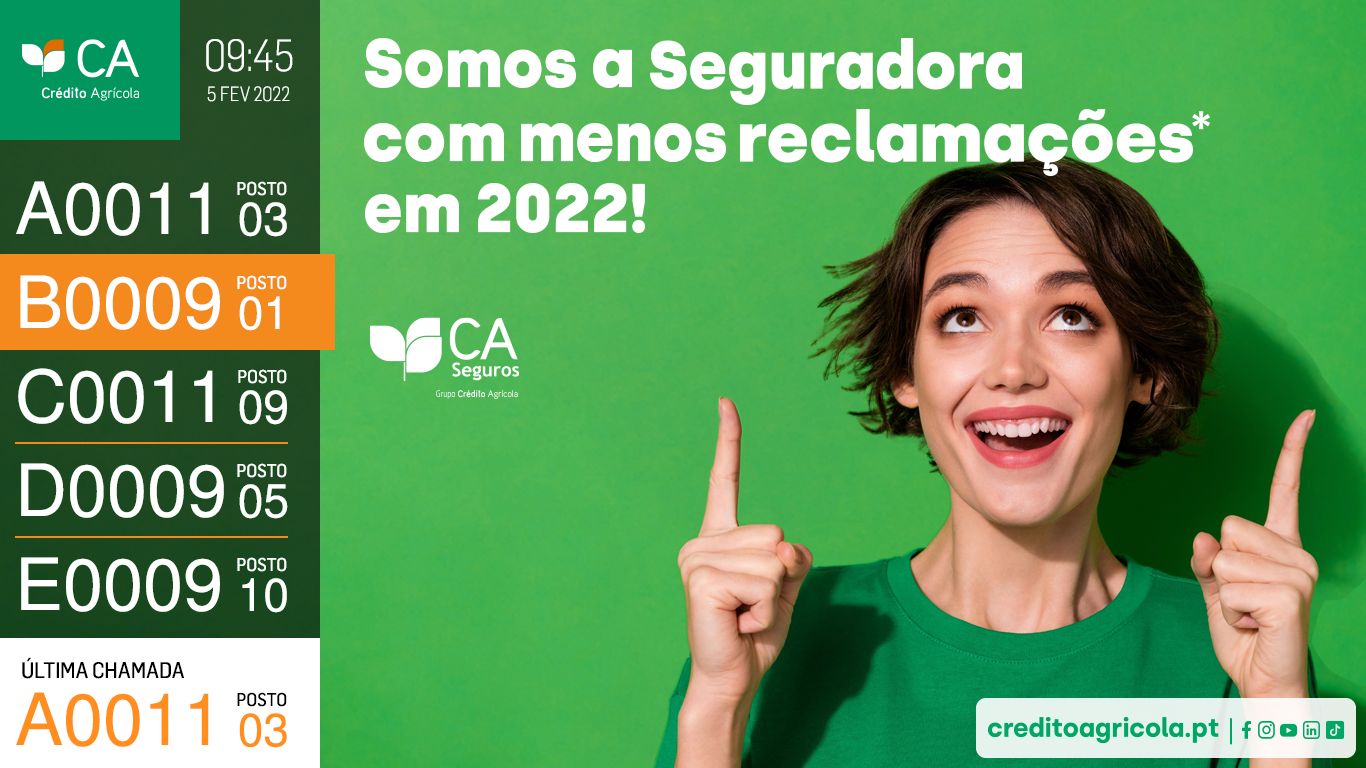 CA
Crédito Agrícola
09:45
5 FEV 2022
A0011 POSTO 03
B0009 POSTO 01
C0011 POSTO 09
D0009 POSTO 05
E0009 POSTO 10
ÚLTIMA CHAMADA
A0011 POSTO 03
Somos a Seguradora
com menos reclamações*
em 2022!
CA
Seguros
Grupo Crédito Agrícola
creditoagricola.pt